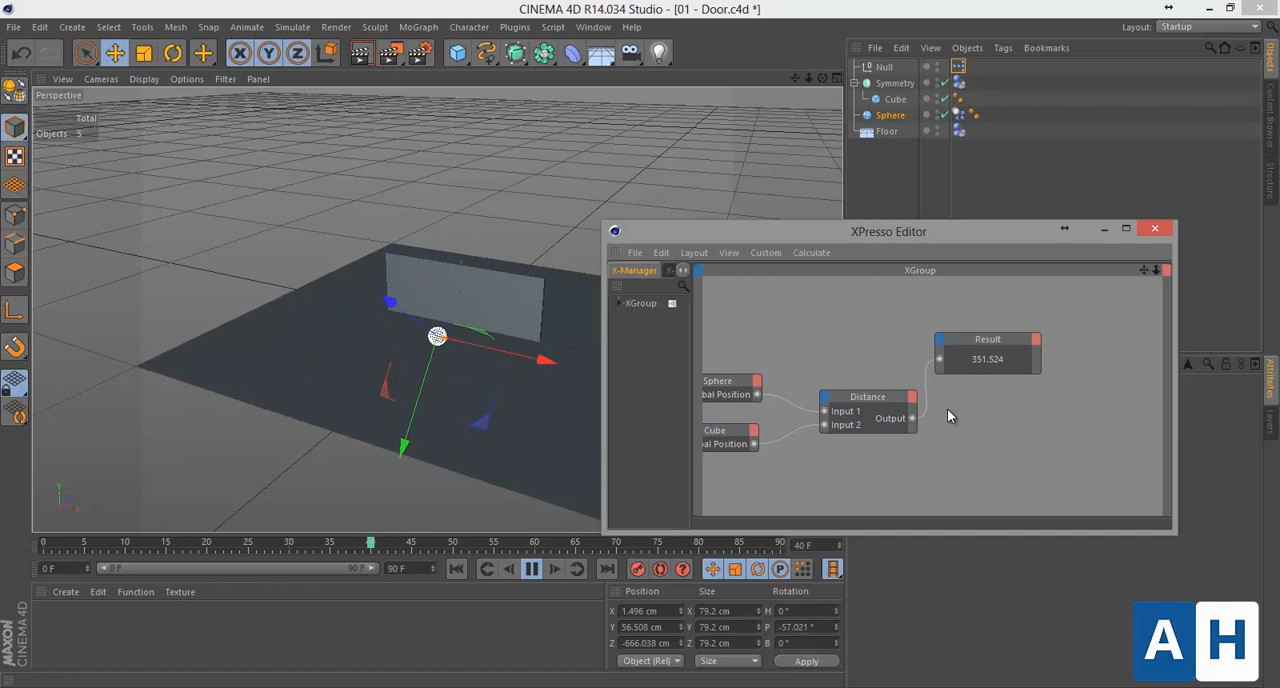 CINEMA 4D R14.034 Studio - [01 - Door.c4d *]
File Edit Create Select Tools Mesh Snap Animate Simulate Render Sculpt MoGraph Character Plugins Script Window Help
Layout: Startup
X Y Z
File Edit View Objects Tags Bookmarks
View Cameras Display Options Filter Panel
Perspective
Total
Objects 5
Null
Symmetry
Cube
Sphere
Floor
Objects
Content Browser
Structure
Attributes
Layers
XPresso Editor
File Edit Layout View Custom Calculate
X-Manager X-
XGroup
XGroup
Result
351.524
Sphere
bal Position
Distance
Input 1
Input 2
Output
Cube
bal Position
Y
X
0 5 10 15 20 25 30 35 40 45 50 55 60 65 70 75 80 85 90
40 F
0 F 0 F 90 F 90 F
P
Create Edit Function Texture
Position Size Rotation
X 1.496 cm X 79.2 cm H 0 °
Y 56.508 cm Y 79.2 cm P -57.021 °
Z -666.038 cm Z 79.2 cm B 0 °
Object (Rel) Size Apply
MAXON
CINEMA 4D
AH